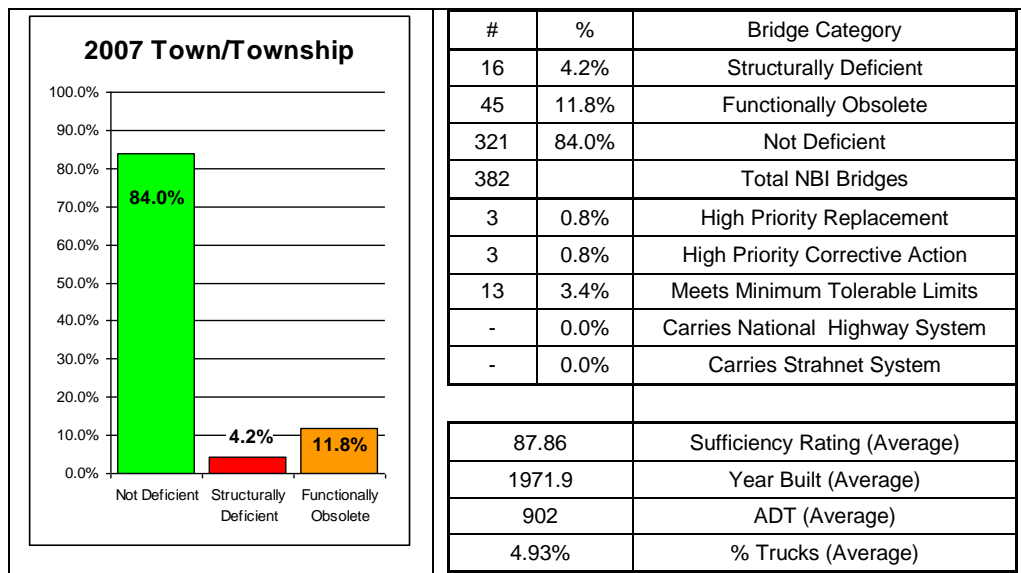 2007 Town/Township
100.0%
90.0%
80.0%
70.0%
60.0%
50.0%
40.0%
30.0%
20.0%
10.0%
0.0%
84.0%
4.2%
11.8%
Not Deficient
Structurally
Deficient
Functionally
Obsolete
# % Bridge Category
16 4.2% Structurally Deficient
45 11.8% Functionally Obsolete
321 84.0% Not Deficient
382 Total NBI Bridges
3 0.8% High Priority Replacement
3 0.8% High Priority Corrective Action
13 3.4% Meets Minimum Tolerable Limits
- 0.0% Carries National Highway System
- 0.0% Carries Strahnet System
87.86 Sufficiency Rating (Average)
1971.9 Year Built (Average)
902 ADT (Average)
4.93% % Trucks (Average)